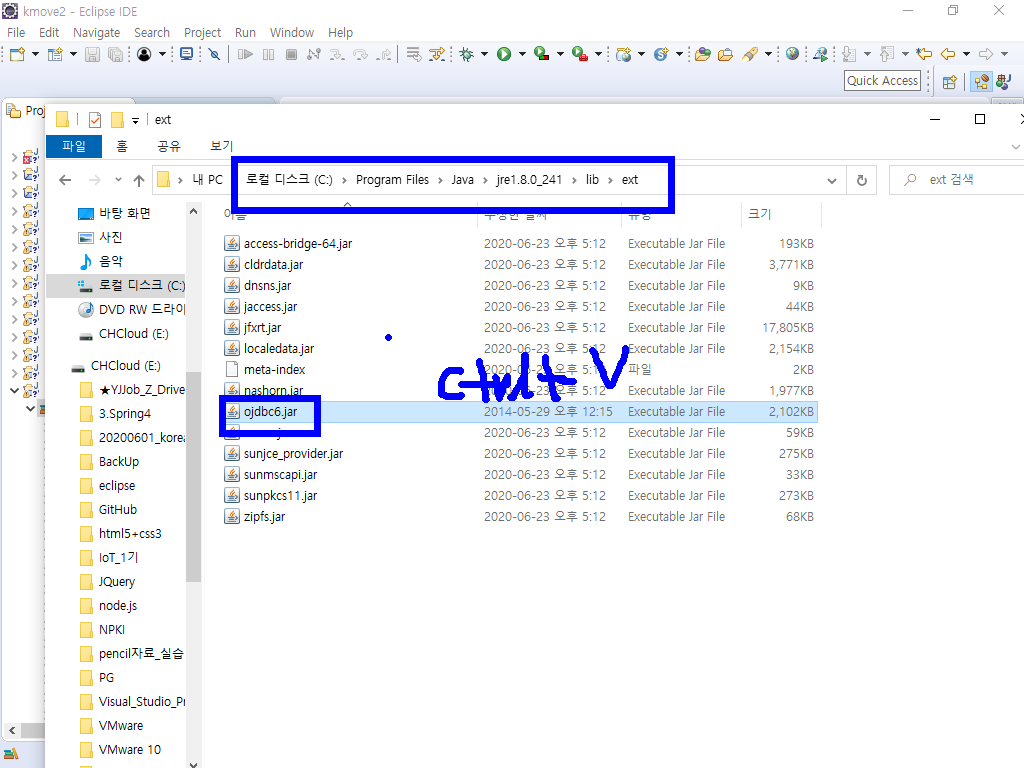 kmove2 - Eclipse IDE
File Edit Navigate Search Project Run Window Help
Quick Access
ext
파일 홈 공유 보기
내 PC 로컬 디스크 (C:) Program Files Java jre1.8.0_241 lib ext
ext 검색
바탕 화면
사진
음악
로컬 디스크 (C:)
DVD RW 드라이
CHCloud (E:)
CHCloud (E:)
★YJJob_Z_Drive
3.Spring4
20200601_korea
BackUp
eclipse
GitHub
html5+css3
IoT_1기
JQuery
node.js
NPKI
pencil자료_실습
PG
Visual_Studio_Pr
VMware
VMware 10
이름 수정한 날짜 유형 크기
access-bridge-64.jar 2020-06-23 오후 5:12 Executable Jar File 193KB
cldrdata.jar 2020-06-23 오후 5:12 Executable Jar File 3,771KB
dnsns.jar 2020-06-23 오후 5:12 Executable Jar File 9KB
jaccess.jar 2020-06-23 오후 5:12 Executable Jar File 44KB
jfxrt.jar 2020-06-23 오후 5:12 Executable Jar File 17,805KB
localedata.jar 2020-06-23 오후 5:12 Executable Jar File 2,154KB
meta-index 2020-06-23 오후 5:12 파일 2KB
nashorn.jar 2020-06-23 오후 5:12 Executable Jar File 1,977KB
ojdbc6.jar 2014-05-29 오후 12:15 Executable Jar File 2,102KB
2020-06-23 오후 5:12 Executable Jar File 59KB
sunjce_provider.jar 2020-06-23 오후 5:12 Executable Jar File 275KB
sunmscapi.jar 2020-06-23 오후 5:12 Executable Jar File 33KB
sunpkcs11.jar 2020-06-23 오후 5:12 Executable Jar File 273KB
zipfs.jar 2020-06-23 오후 5:12 Executable Jar File 68KB
ctrl+V